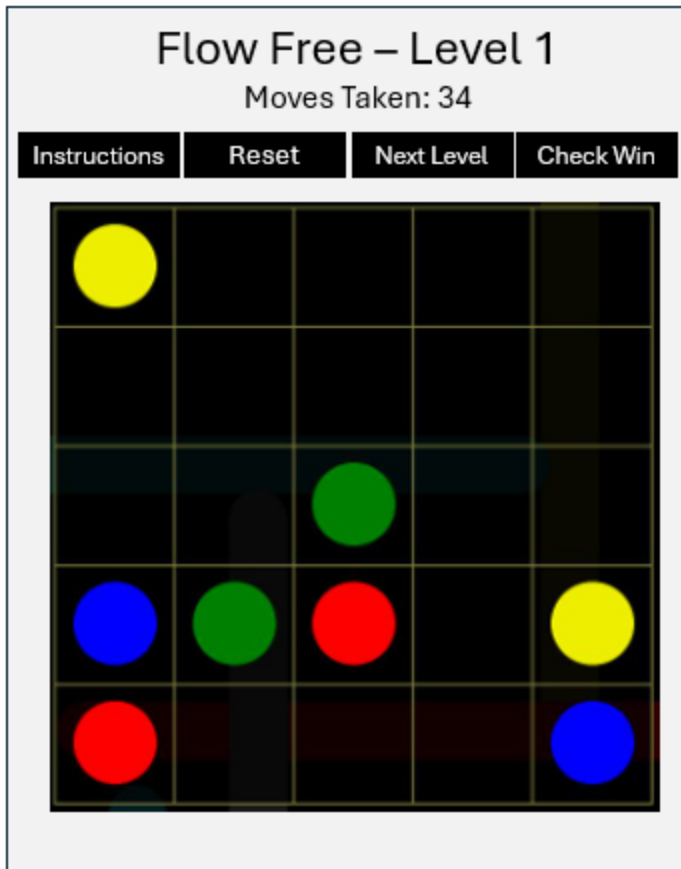 Flow Free – Level 1
Moves Taken: 34
Instructions Reset Next Level Check Win